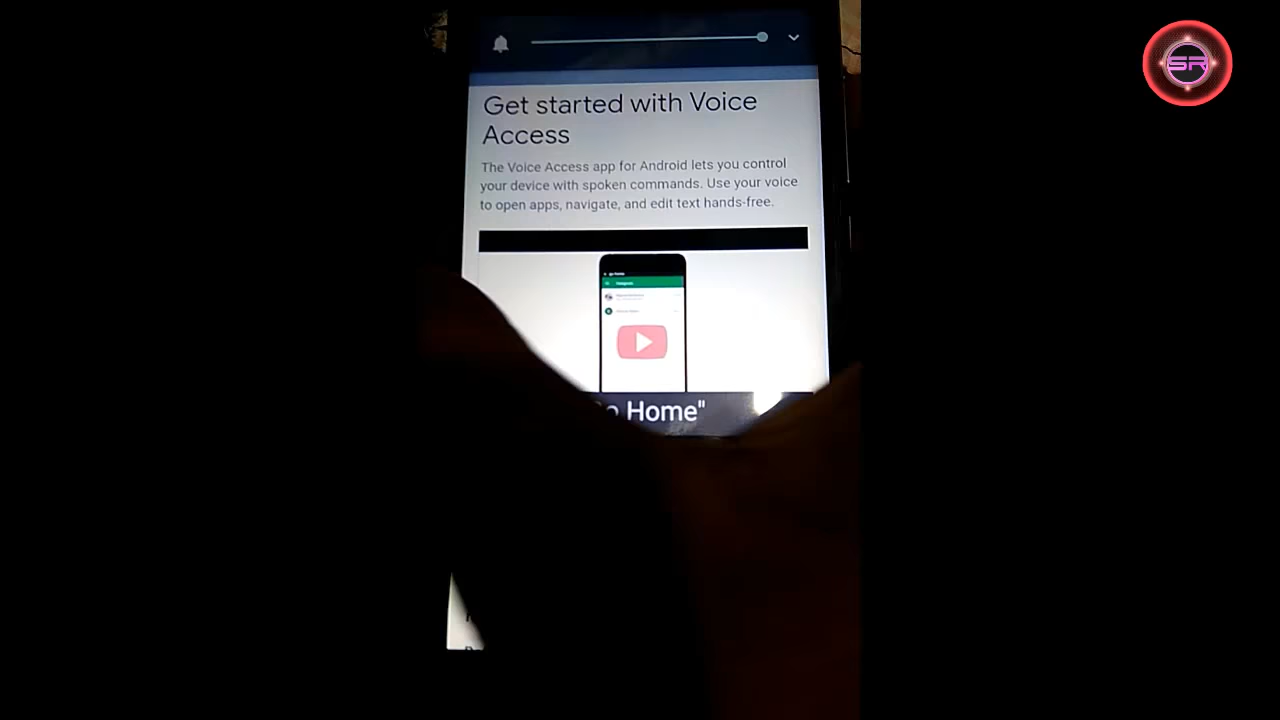 Get started with Voice
Access
The Voice Access app for Android lets you control
your device with spoken commands. Use your voice
to open apps, navigate, and edit text hands-free.
Home"
SR